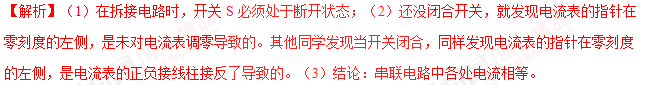 【解析】（1）在拆接电路时，开关 S 必须处于断开状态；（2）还没闭合开关，就发现电流表的指针在
零刻度的左侧，是未对电流表调零导致的。其他同学发现当开关闭合，同样发现电流表的指针在零刻度
的左侧，是电流表的正负接线柱接反了导致的。（3）结论：串联电路中各处电流相等。